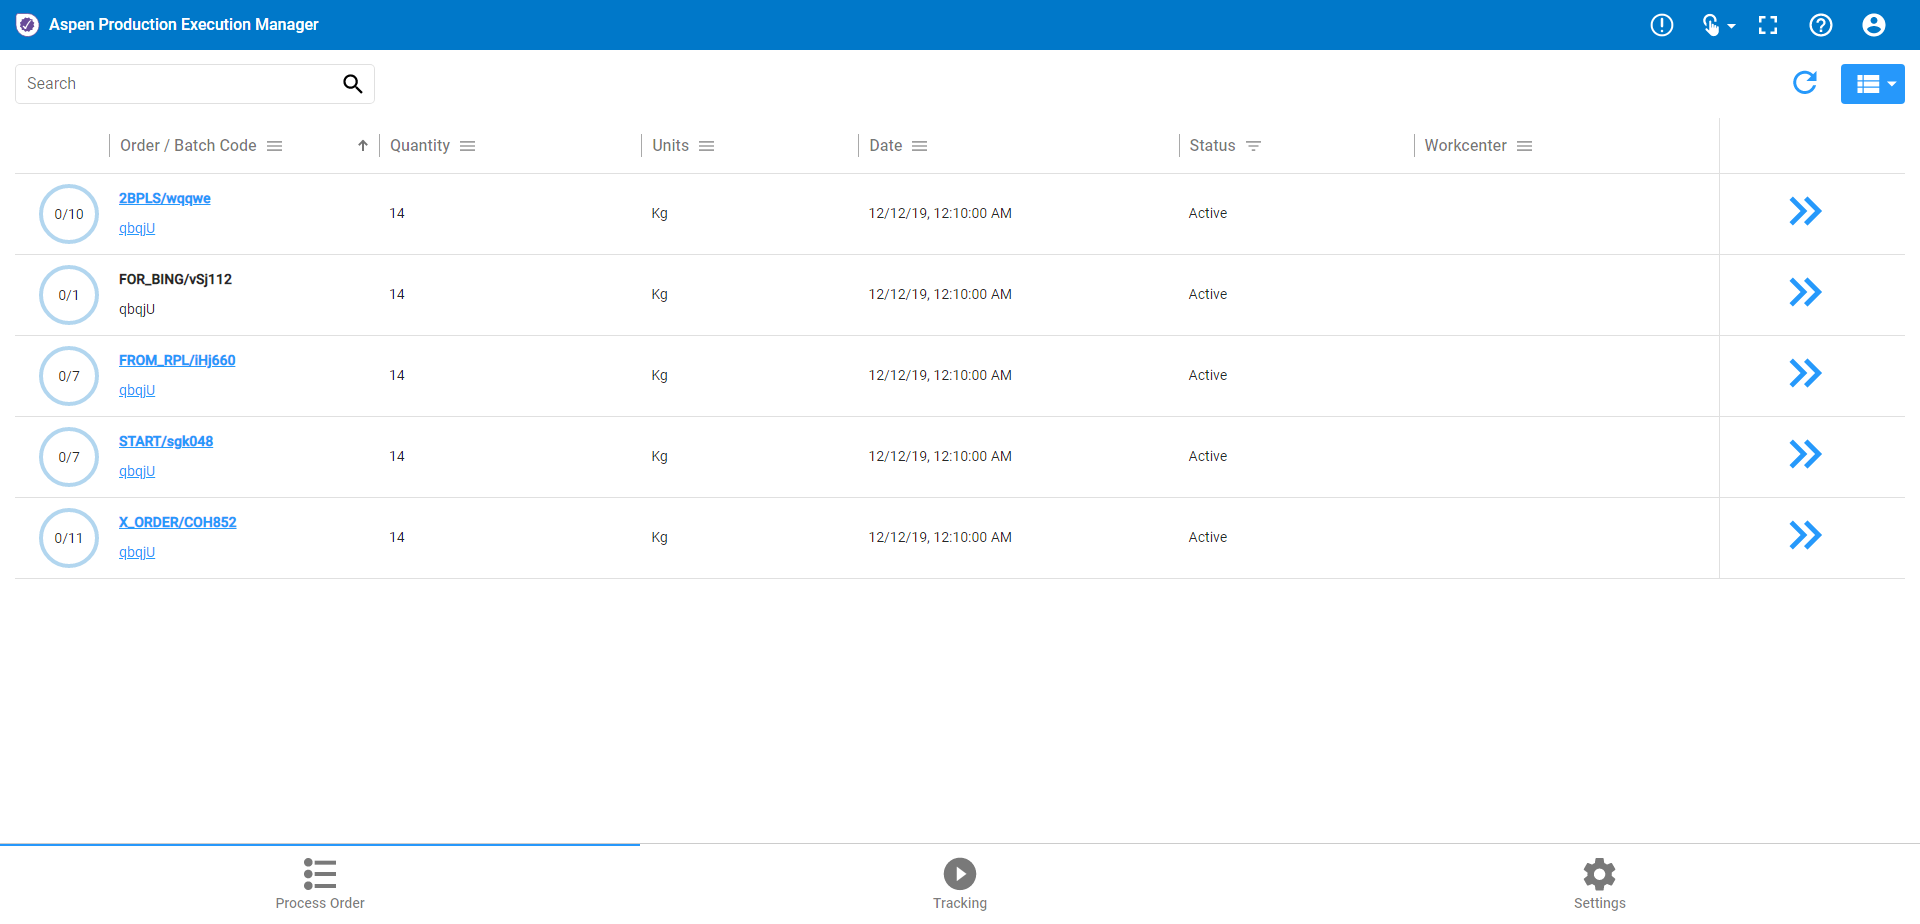 Aspen Production Execution Manager
Search
Order / Batch Code Quantity Units Date Status Workcenter
0/10 2BPLS/wqqwe 14 Kg 12/12/19, 12:10:00 AM Active
qbqjU
0/1 FOR_BING/vSj112 14 Kg 12/12/19, 12:10:00 AM Active
qbqjU
0/7 FROM_RPL/iHj660 14 Kg 12/12/19, 12:10:00 AM Active
qbqjU
0/7 START/sgk048 14 Kg 12/12/19, 12:10:00 AM Active
qbqjU
0/11 X_ORDER/COH852 14 Kg 12/12/19, 12:10:00 AM Active
qbqjU
Process Order Tracking Settings